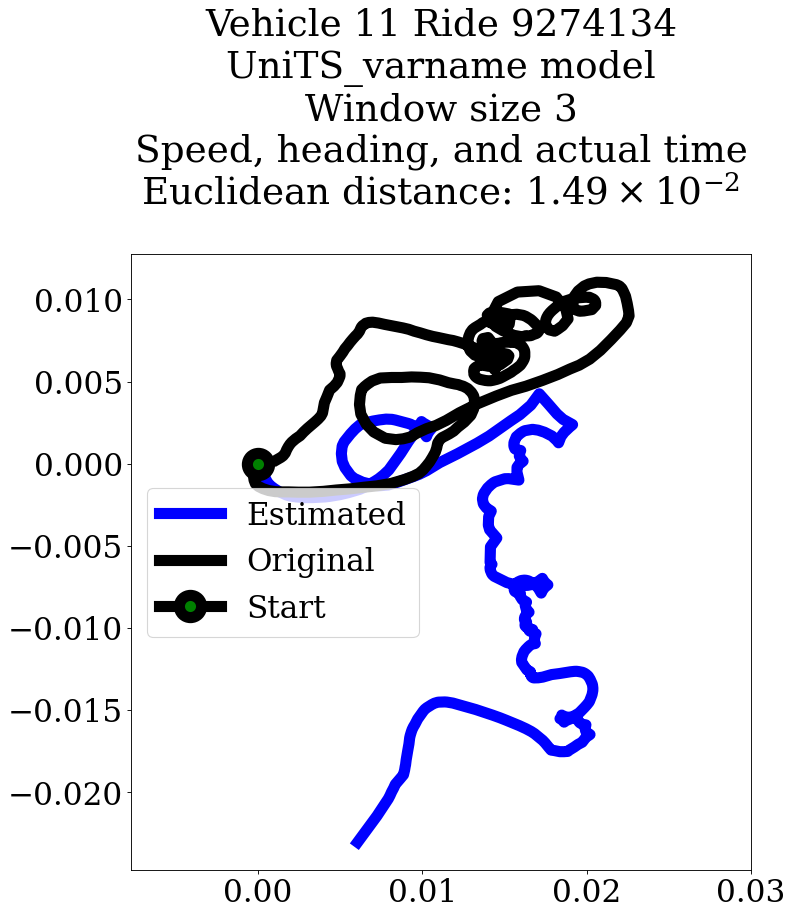 Vehicle 11 Ride 9274134
UniTS_varname model
Window size 3
Speed, heading, and actual time
Euclidean distance: 1.49 × 10⁻²
0.010
0.005
0.000
−0.005
−0.010
−0.015
−0.020
Estimated
Original
Start
0.00 0.01 0.02 0.03